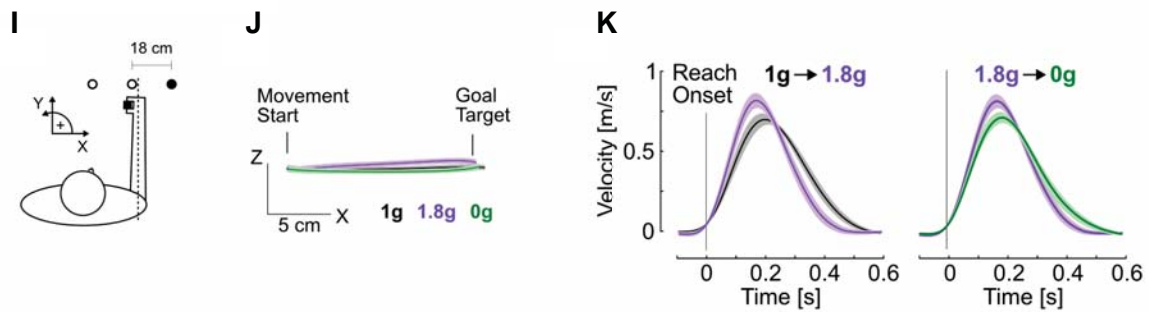 I
18 cm
Y
+
X
J
Movement
Start
Goal
Target
Z
5 cm
X
1g 1.8g 0g
K
Velocity [m/s]
1
0.5
0
Reach
Onset
1g→1.8g
0 0.2 0.4 0.6
Time [s]
1.8g→0g
0 0.2 0.4 0.6
Time [s]